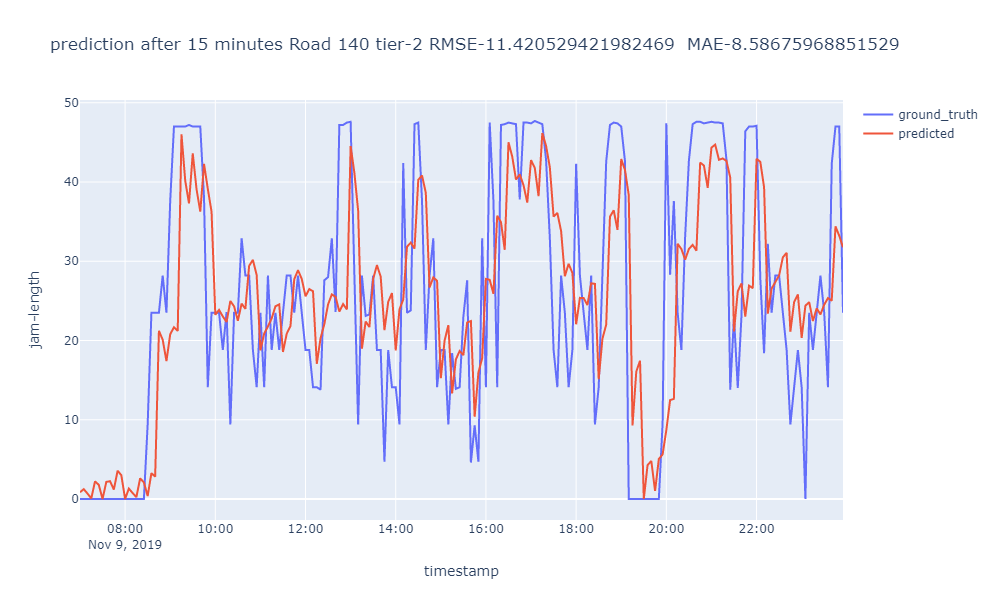 prediction after 15 minutes Road 140 tier-2 RMSE-11.420529421982469  MAE-8.58675968851529
ground_truth
predicted
50
40
30
20
10
0
jam-length
08:00 10:00 12:00 14:00 16:00 18:00 20:00 22:00
Nov 9, 2019
timestamp